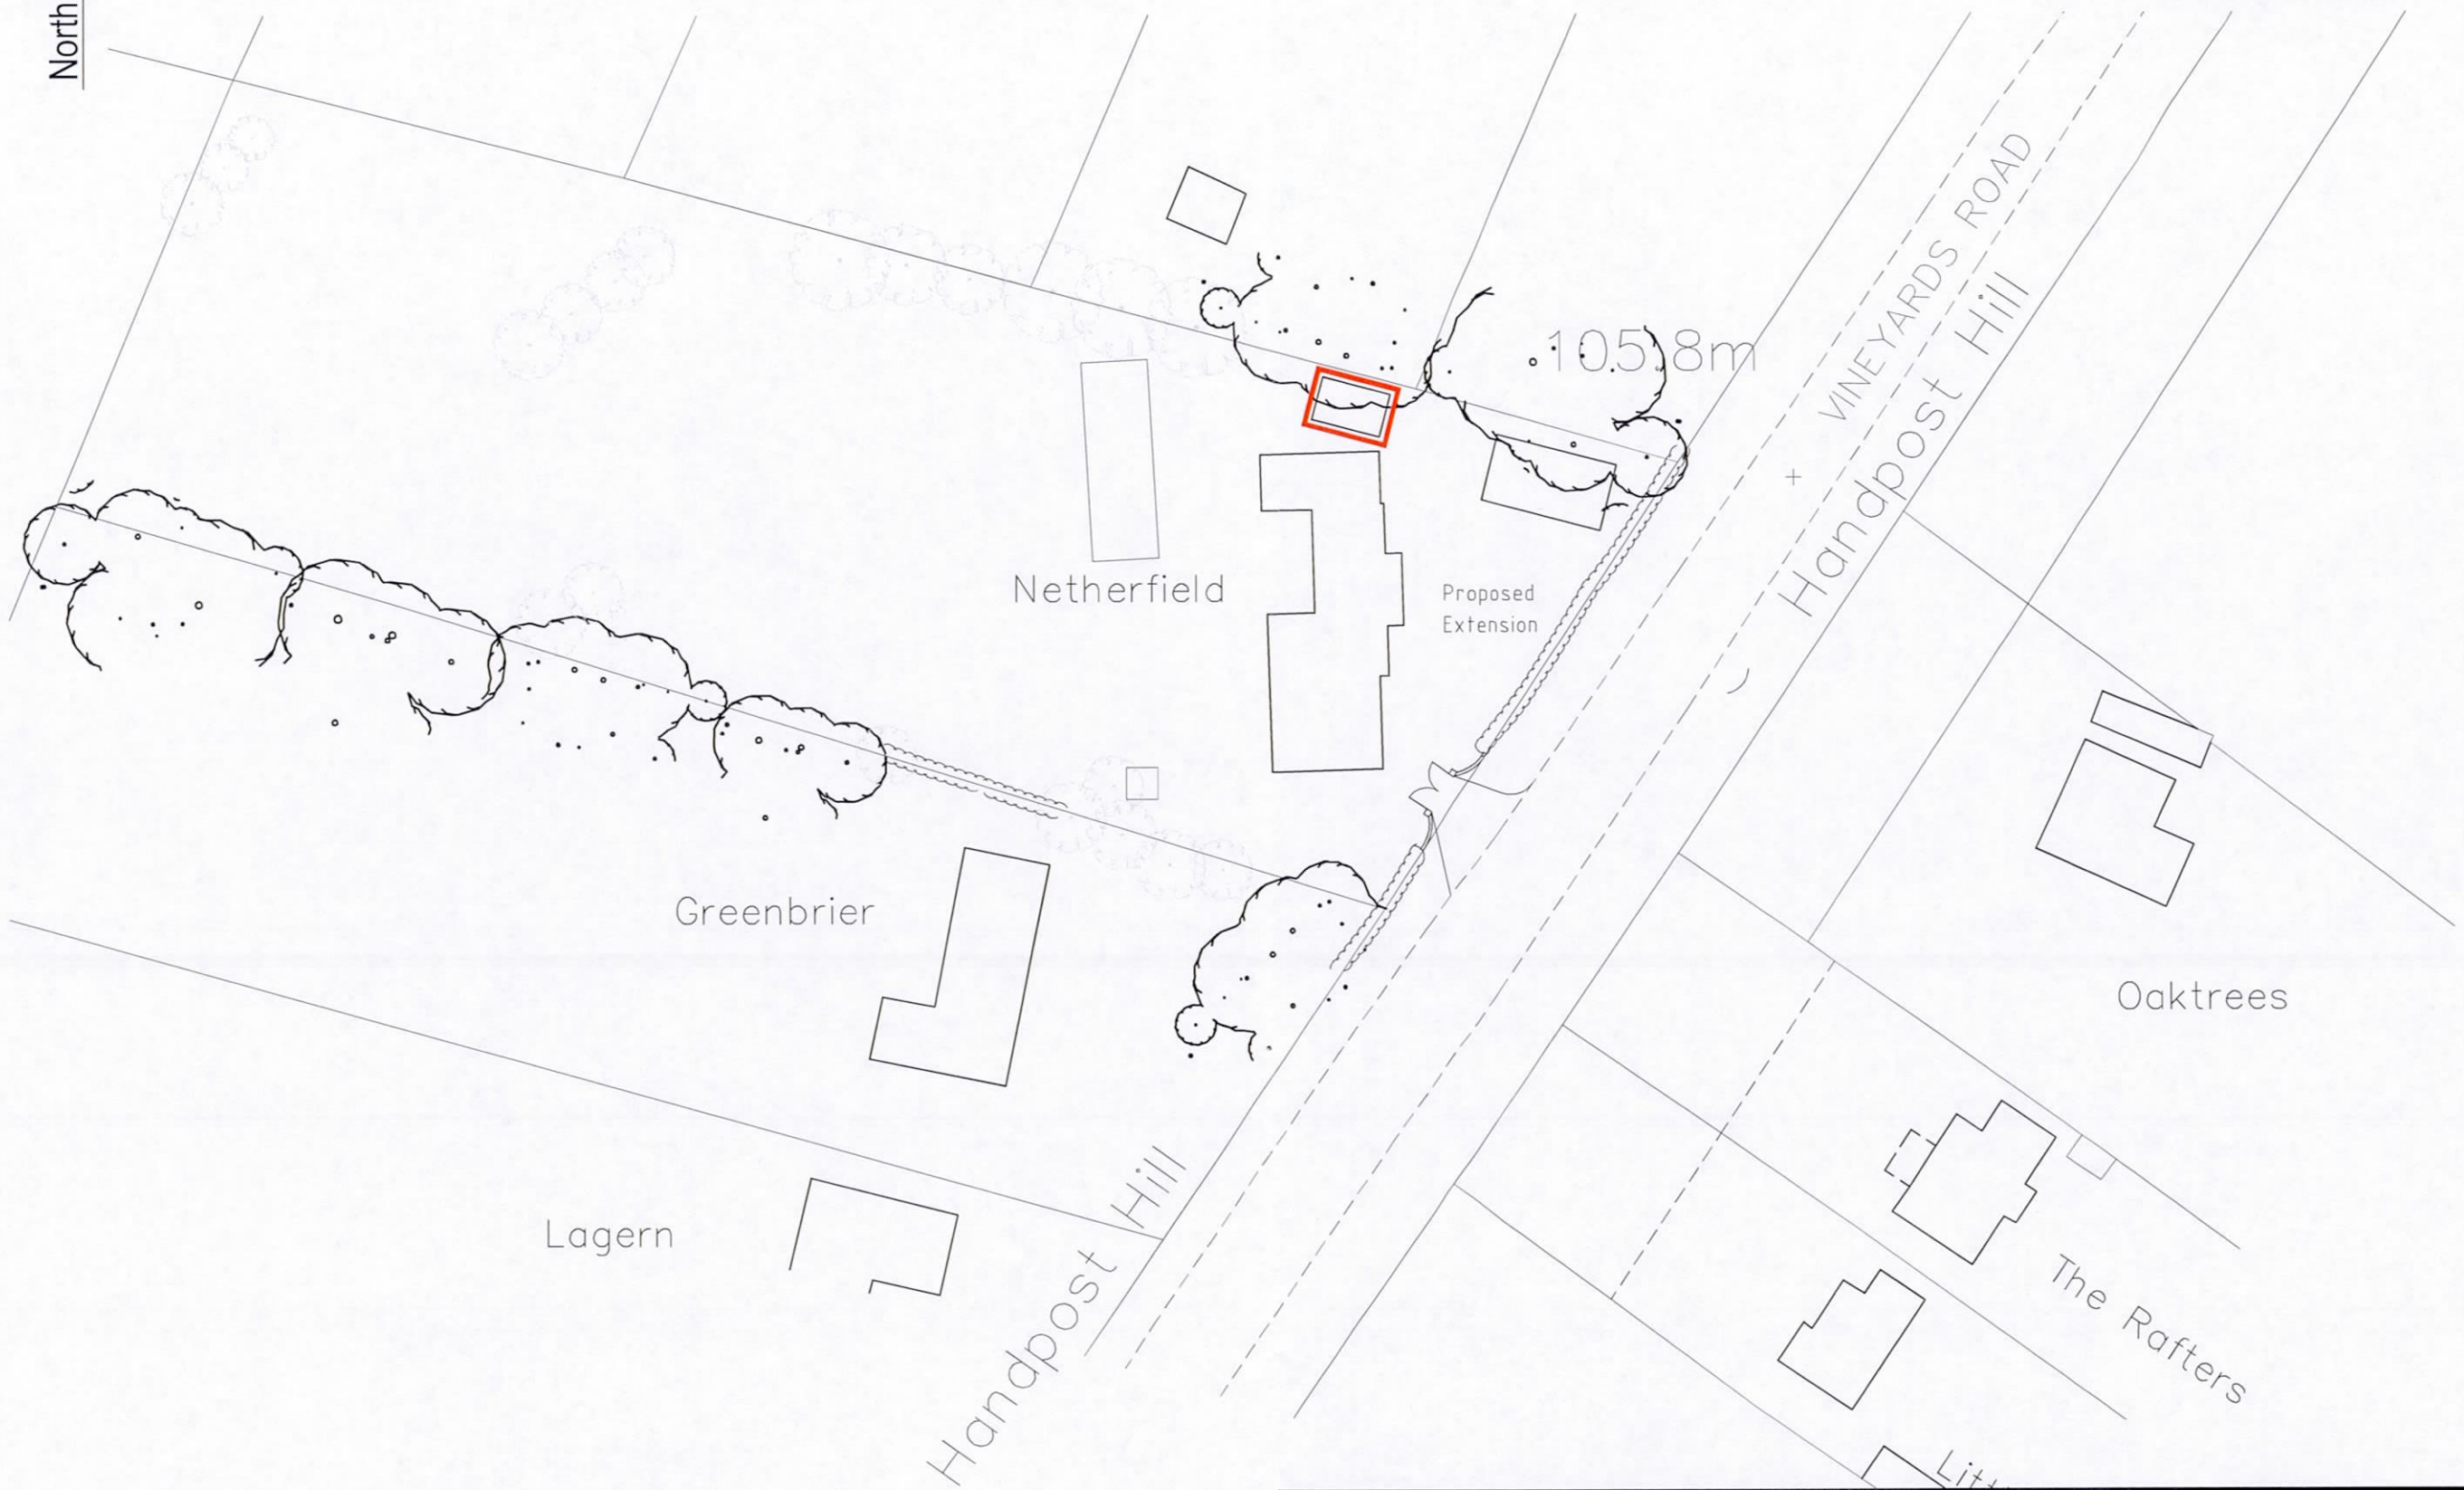 North
VINEYARDS ROAD
105.8m
Handpost Hill
Netherfield
Proposed
Extension
Greenbrier
Oaktrees
Lagern
Handpost Hill
The Rafters